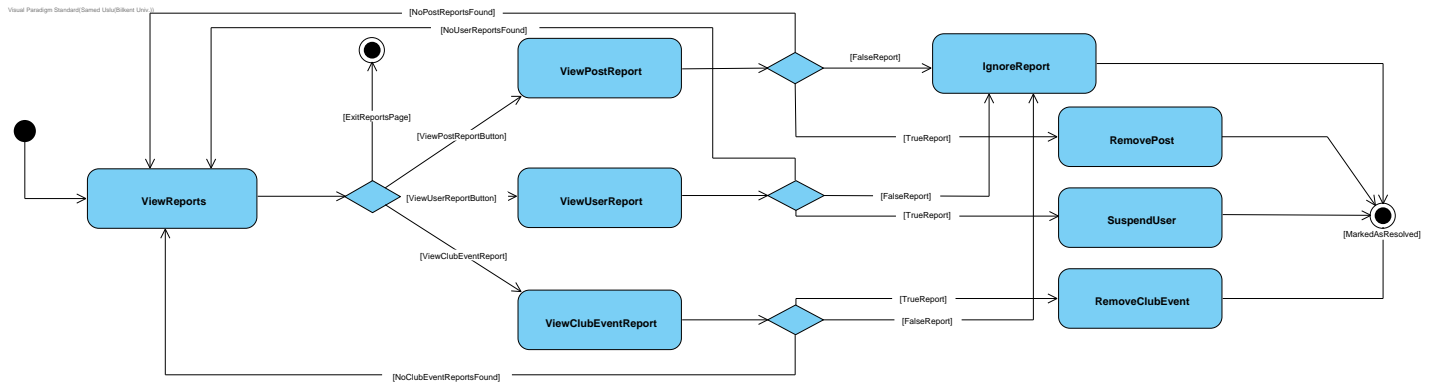 Visual Paradigm Standard(Samed Uslu(Bilkent Univ.))
[NoPostReportsFound]
[NoUserReportsFound]
ViewPostReport
[FalseReport]
IgnoreReport
[ExitReportsPage]
[ViewPostReportButton]
[TrueReport]
RemovePost
ViewReports
[ViewUserReportButton]
ViewUserReport
[FalseReport]
[TrueReport]
SuspendUser
[MarkedAsResolved]
[ViewClubEventReport]
ViewClubEventReport
[TrueReport]
RemoveClubEvent
[FalseReport]
[NoClubEventReportsFound]